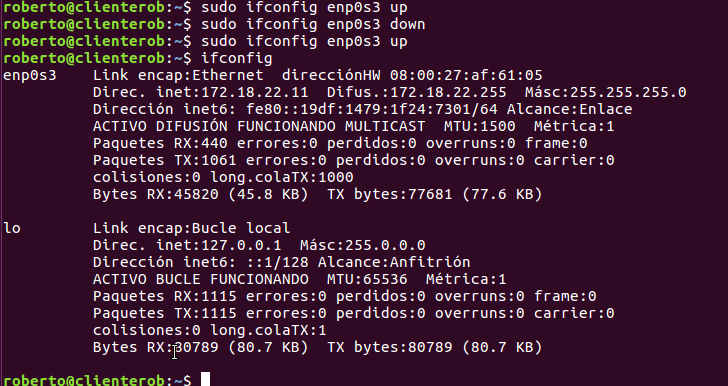 roberto@clienterob:~$ sudo ifconfig enp0s3 up
roberto@clienterob:~$ sudo ifconfig enp0s3 down
roberto@clienterob:~$ sudo ifconfig enp0s3 up
roberto@clienterob:~$ ifconfig
enp0s3    Link encap:Ethernet  direcciónHW 08:00:27:af:61:05
          Direc. inet:172.18.22.11  Difus.:172.18.22.255  Másc:255.255.255.0
          Dirección inet6: fe80::19df:1479:1f24:7301/64 Alcance:Enlace
          ACTIVO DIFUSIÓN FUNCIONANDO MULTICAST  MTU:1500  Métrica:1
          Paquetes RX:440 errores:0 perdidos:0 overruns:0 frame:0
          Paquetes TX:1061 errores:0 perdidos:0 overruns:0 carrier:0
          colisiones:0 long.colaTX:1000
          Bytes RX:45820 (45.8 KB)  TX bytes:77681 (77.6 KB)

lo        Link encap:Bucle local
          Direc. inet:127.0.0.1  Másc:255.0.0.0
          Dirección inet6: ::1/128 Alcance:Anfitrión
          ACTIVO BUCLE FUNCIONANDO  MTU:65536  Métrica:1
          Paquetes RX:1115 errores:0 perdidos:0 overruns:0 frame:0
          Paquetes TX:1115 errores:0 perdidos:0 overruns:0 carrier:0
          colisiones:0 long.colaTX:1
          Bytes RX:80789 (80.7 KB)  TX bytes:80789 (80.7 KB)

roberto@clienterob:~$